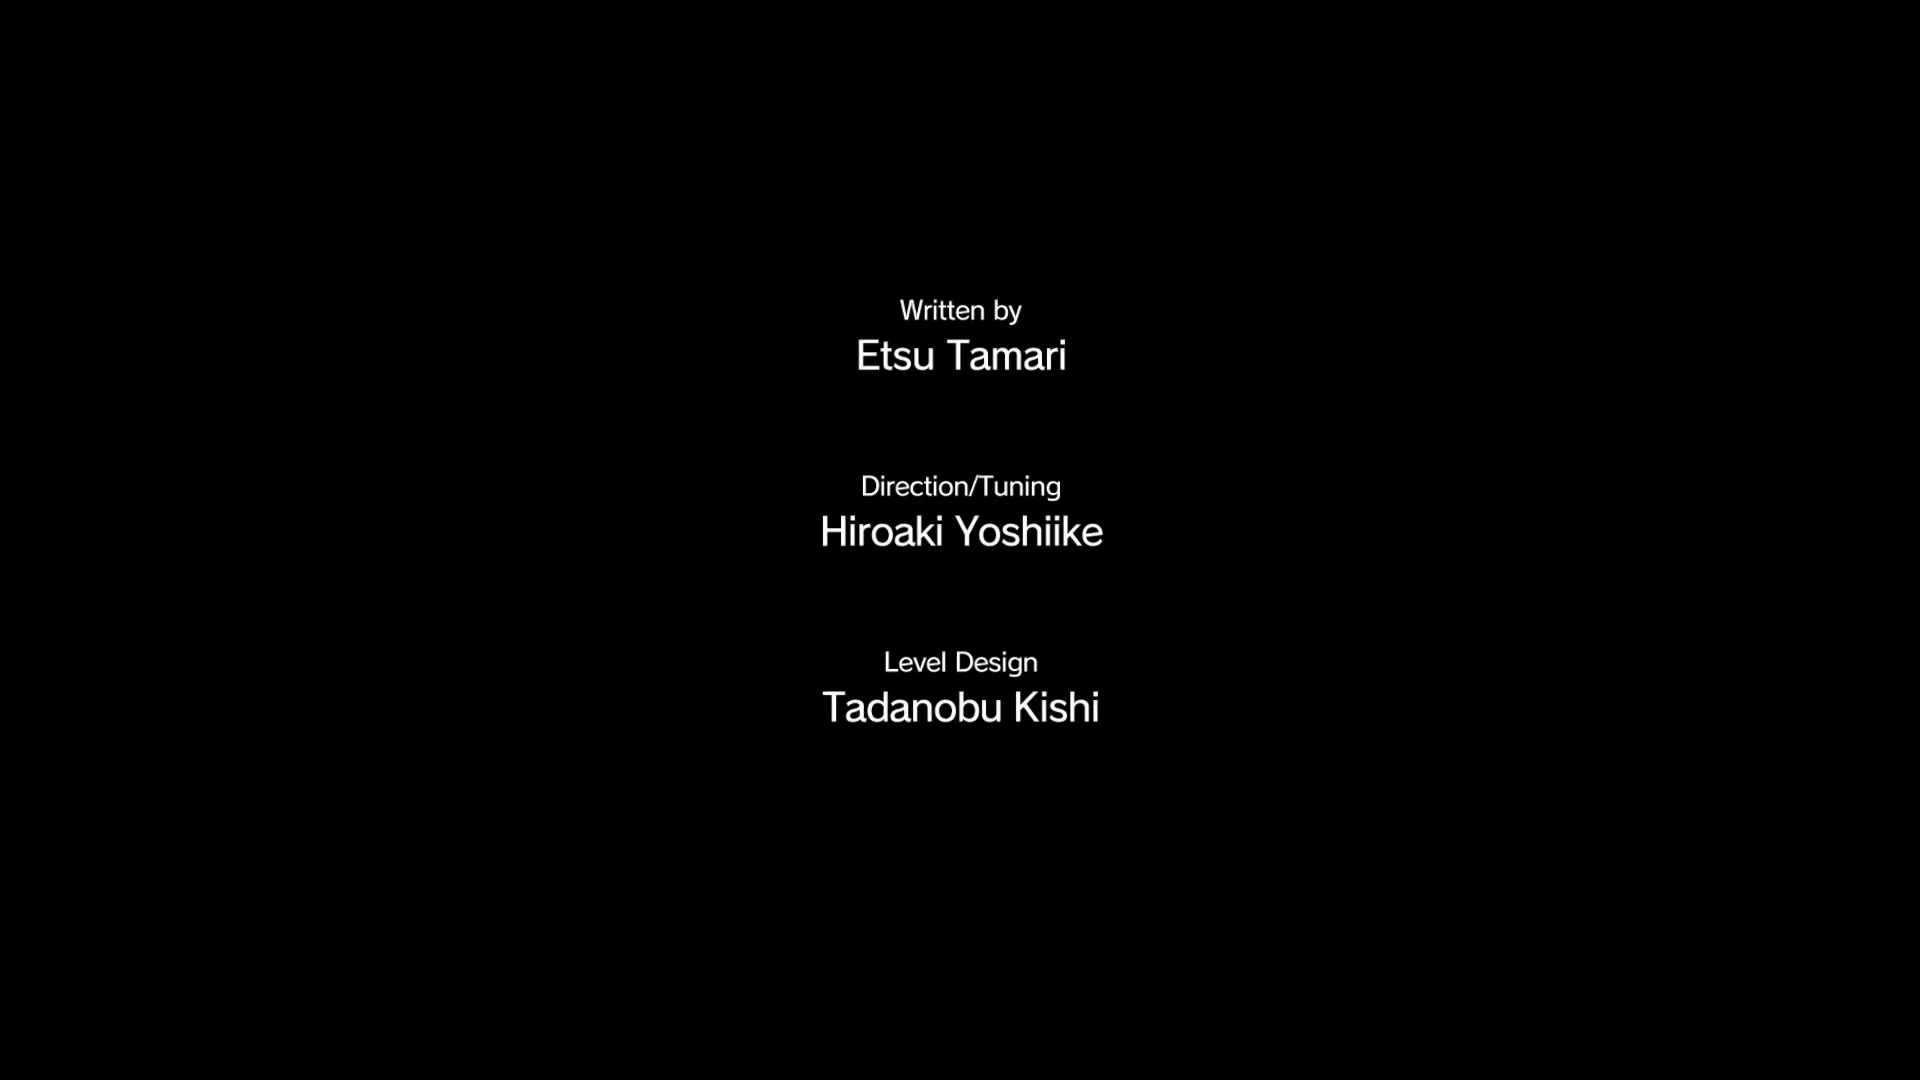 Written by
Etsu Tamari
Direction/Tuning
Hiroaki Yoshiike
Level Design
Tadanobu Kishi